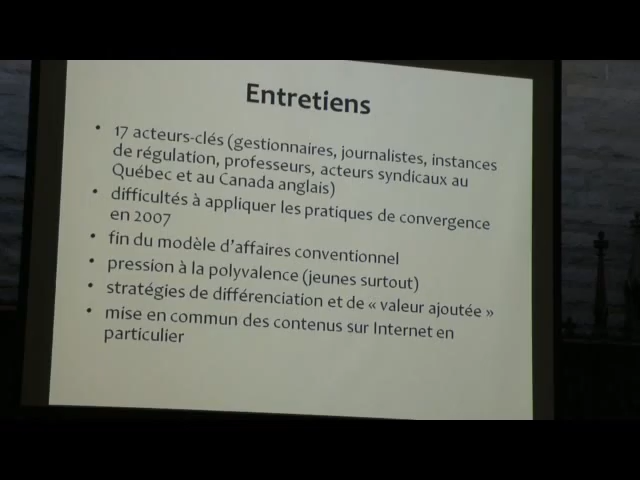 Entretiens
• 17 acteurs-clés (gestionnaires, journalistes, instances
de régulation, professeurs, acteurs syndicaux au
Québec et au Canada anglais)
• difficultés à appliquer les pratiques de convergence
en 2007
• fin du modèle d'affaires conventionnel
• pression à la polyvalence (jeunes surtout)
• stratégies de différenciation et de « valeur ajoutée »
• mise en commun des contenus sur Internet en
particulier